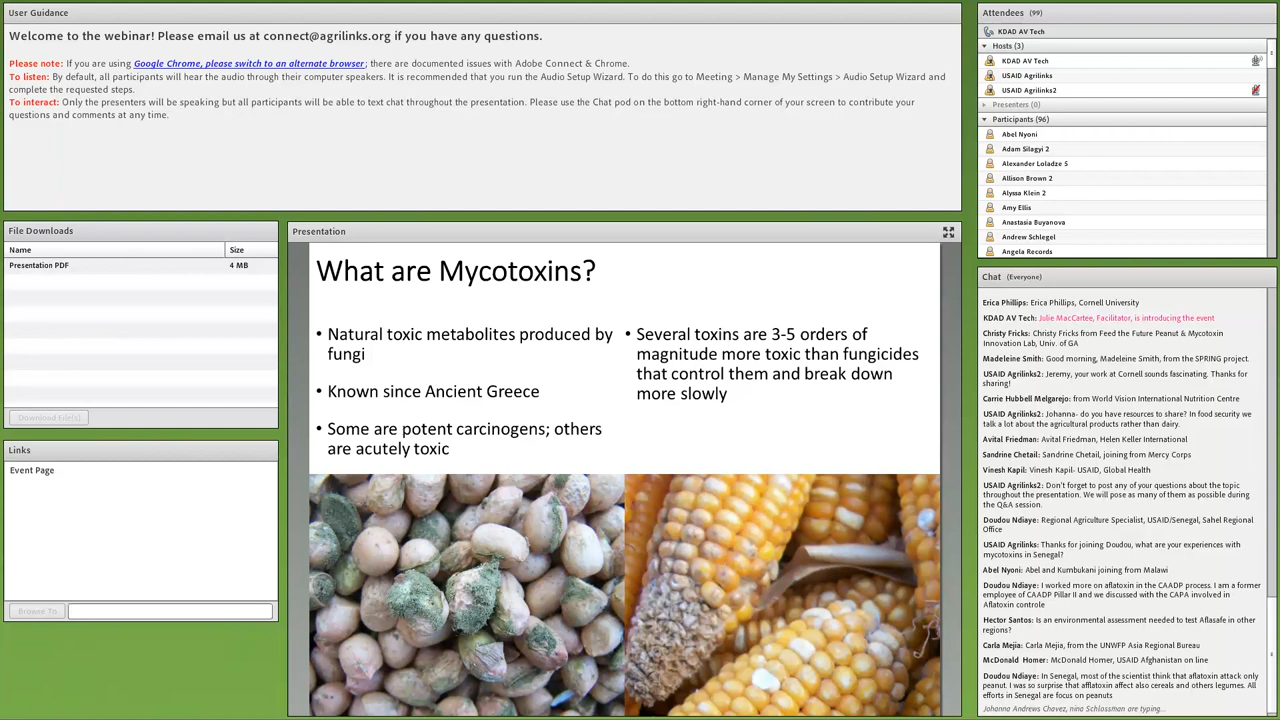 User Guidance
Welcome to the webinar! Please email us at connect@agrilinks.org if you have any questions.
Please note: If you are using Google Chrome, please switch to an alternate browser; there are documented issues with Adobe Connect & Chrome.
To listen: By default, all participants will hear the audio through their computer speakers. It is recommended that you run the Audio Setup Wizard. To do this go to Meeting > Manage My Settings > Audio Setup Wizard and
complete the requested steps.
To interact: Only the presenters will be speaking but all participants will be able to text chat throughout the presentation. Please use the Chat pod on the bottom right-hand corner of your screen to contribute your
questions and comments at any time.
File Downloads
Name Size
Presentation PDF 4 MB
Download File(s)
Links
Event Page
Browse To
Presentation
What are Mycotoxins?
• Natural toxic metabolites produced by
fungi
• Known since Ancient Greece
• Some are potent carcinogens; others
are acutely toxic
• Several toxins are 3-5 orders of
magnitude more toxic than fungicides
that control them and break down
more slowly
Attendees (99)
KDAD AV Tech
Hosts (3)
KDAD AV Tech
USAID Agrilinks
USAID Agrilinks2
Presenters (0)
Participants (96)
Abel Nyoni
Adam Silagyi 2
Alexander Loladze 5
Allison Brown 2
Alyssa Klein 2
Amy Ellis
Anastasia Buyanova
Andrew Schlegel
Angela Records
Chat (Everyone)
Erica Phillips: Erica Phillips, Cornell University
KDAD AV Tech: Julie MacCartee, Facilitator, is introducing the event
Christy Fricks: Christy Fricks from Feed the Future Peanut & Mycotoxin
Innovation Lab, Univ. of GA
Madeleine Smith: Good morning, Madeleine Smith, from the SPRING project.
USAID Agrilinks2: Jeremy, your work at Cornell sounds fascinating. Thanks for
sharing!
Carrie Hubbell Melgarejo: from World Vision International Nutrition Centre
USAID Agrilinks2: Johanna- do you have resources to share? In food security we
talk a lot about the agricultural products rather than dairy.
Avital Friedman: Avital Friedman, Helen Keller International
Sandrine Chetail: Sandrine Chetail, joining from Mercy Corps
Vinesh Kapil: Vinesh Kapil- USAID, Global Health
USAID Agrilinks2: Don't forget to post any of your questions about the topic
throughout the presentation. We will pose as many of them as possible during
the Q&A session.
Doudou Ndiaye: Regional Agriculture Specialist, USAID/Senegal, Sahel Regional
Office
USAID Agrilinks: Thanks for joining Doudou, what are your experiences with
mycotoxins in Senegal?
Abel Nyoni: Abel and Kumbukani joining from Malawi
Doudou Ndiaye: I worked more on aflatoxin in the CAADP process. I am a former
employee of CAADP Pillar II and we discussed with the CAPA involved in
Aflatoxin controle
Hector Santos: Is an environmental assessment needed to test Aflasafe in other
regions?
Carla Mejia: Carla Mejia, from the UNWFP Asia Regional Bureau
McDonald Homer: McDonald Homer, USAID Afghanistan on line
Doudou Ndiaye: In Senegal, most of the scientist think that aflatoxin attack only
peanut. I was so surprise that afflatoxin affect also cereals and others legumes. All
efforts in Senegal are focus on peanuts
Johanna Andrews Chavez, nina Schlossman are typing...